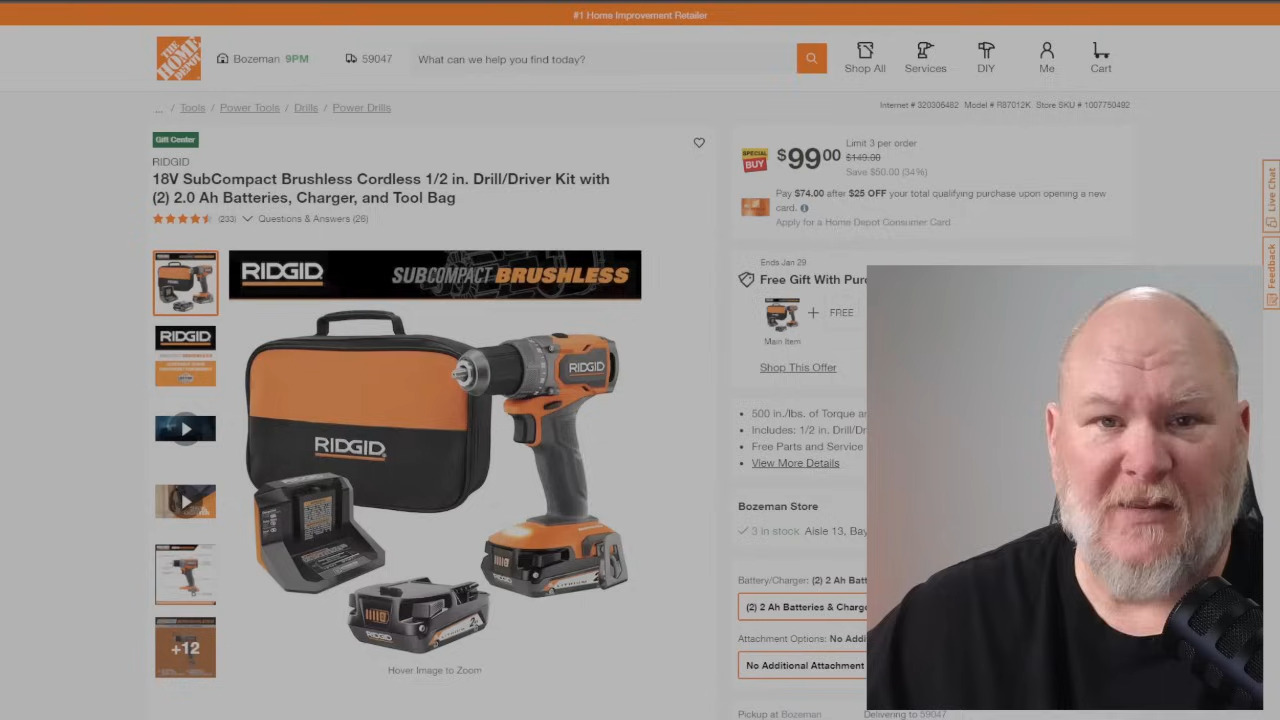 #1 Home Improvement Retailer
THE HOME DEPOT
Bozeman 9PM
59047
What can we help you find today?
Shop All
Services
DIY
Me
Cart
... / Tools / Power Tools / Drills / Power Drills
Internet # 320306482 Model # R87012K Store SKU # 1007750492
Gift Center
RIDGID
18V SubCompact Brushless Cordless 1/2 in. Drill/Driver Kit with
(2) 2.0 Ah Batteries, Charger, and Tool Bag
(233) Questions & Answers (26)
RIDGID
SUBCOMPACT BRUSHLESS
RIDGID
RIDGID
RIDGID
+12
Hover Image to Zoom
SPECIAL BUY
$99.00
Limit 3 per order
$149.00
Save $50.00 (34%)
Pay $74.00 after $25 OFF your total qualifying purchase upon opening a new
card.
Apply for a Home Depot Consumer Card
Ends Jan 29
Free Gift With Pur
+ FREE
Main Item
Shop This Offer
• 500 in./lbs. of Torque a
• Includes: 1/2 in. Drill/D
• Free Parts and Service
• View More Details
Bozeman Store
3 in stock Aisle 13, Bay
Battery/Charger: (2) 2 Ah Batt
(2) 2 Ah Batteries & Charge
Attachment Options: No Addi
No Additional Attachment
Pickup at Bozeman
Delivering to 59047
Live Chat
Feedback